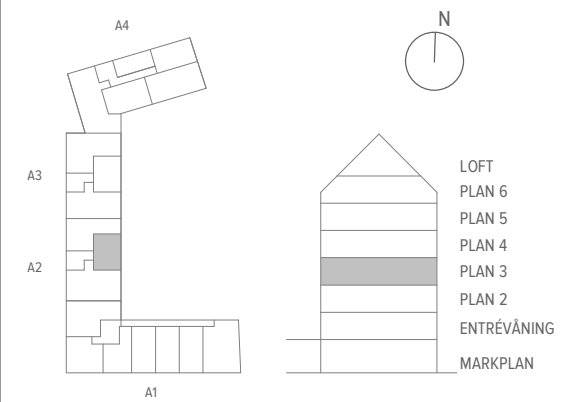 A4
N
A3
A2
A1
LOFT
PLAN 6
PLAN 5
PLAN 4
PLAN 3
PLAN 2
ENTRÉVÅNING
MARKPLAN